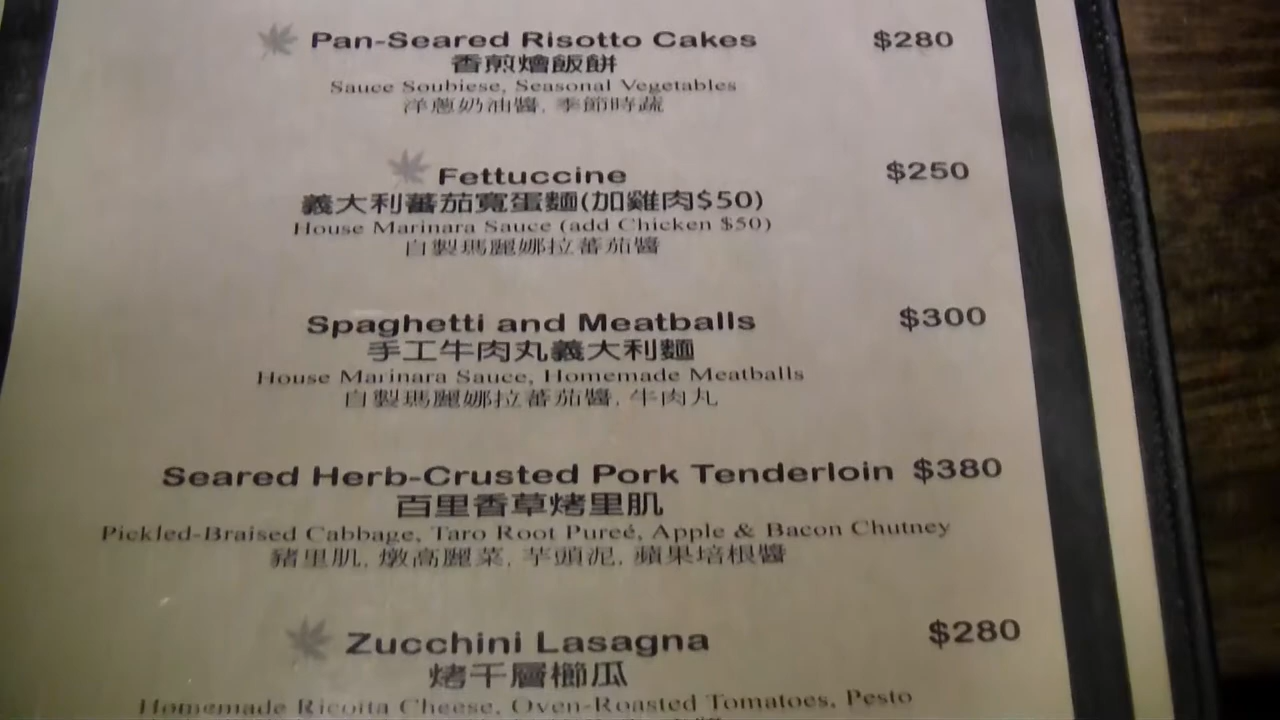 Pan-Seared Risotto Cakes $280
香煎燴飯餅
Sauce Soubiese, Seasonal Vegetables
洋蔥奶油醬, 季節時蔬
Fettuccine $250
義大利蕃茄寬蛋麵(加雞肉$50)
House Marinara Sauce (add Chicken $50)
自製瑪麗娜拉蕃茄醬
Spaghetti and Meatballs $300
手工牛肉丸義大利麵
House Marinara Sauce, Homemade Meatballs
自製瑪麗娜拉蕃茄醬, 牛肉丸
Seared Herb-Crusted Pork Tenderloin $380
百里香草烤里肌
Pickled-Braised Cabbage, Taro Root Pureé, Apple & Bacon Chutney
豬里肌, 燉高麗菜, 芋頭泥, 蘋果培根醬
Zucchini Lasagna $280
烤千層櫛瓜
Homemade Ricotta Cheese, Oven-Roasted Tomatoes, Pesto